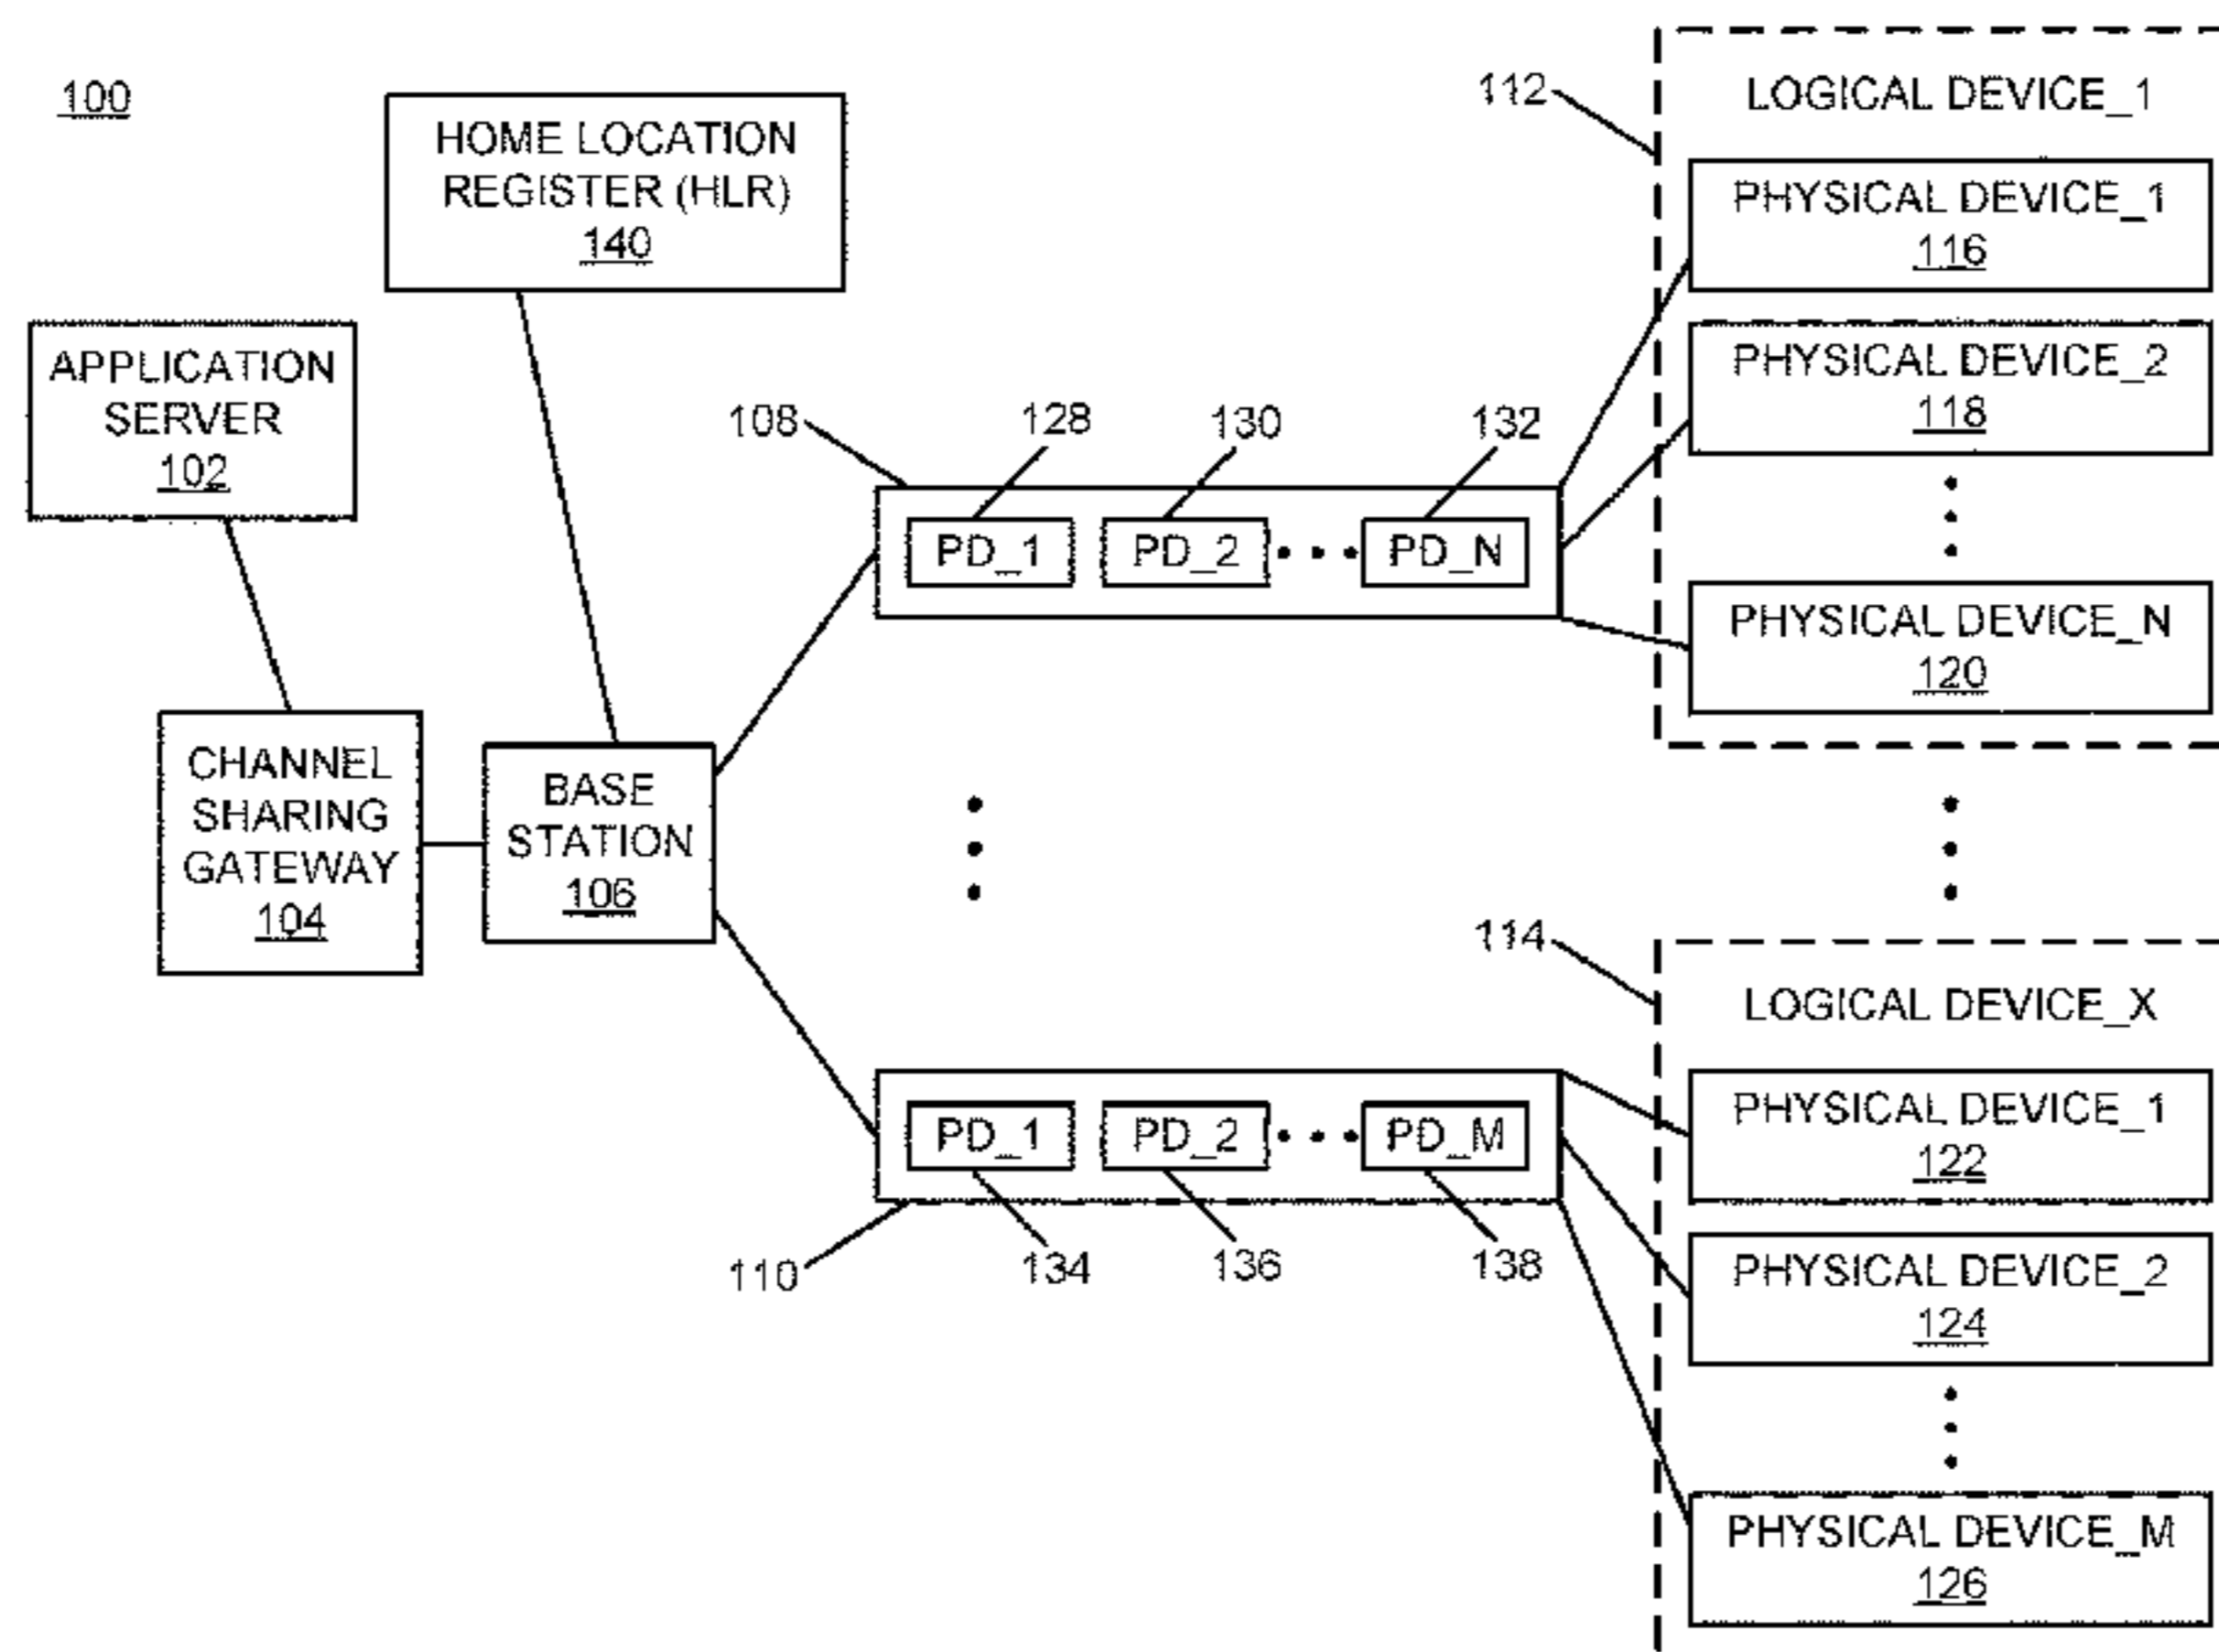 100
HOME LOCATION
REGISTER (HLR)
140
APPLICATION
SERVER
102
CHANNEL
SHARING
GATEWAY
104
BASE
STATION
106
108
128
130
132
PD_1
PD_2
PD_N
PD_1
PD_2
PD_M
110
134
136
138
112
LOGICAL DEVICE_1
PHYSICAL DEVICE_1
116
PHYSICAL DEVICE_2
118
PHYSICAL DEVICE_N
120
114
LOGICAL DEVICE_X
PHYSICAL DEVICE_1
122
PHYSICAL DEVICE_2
124
PHYSICAL DEVICE_M
126